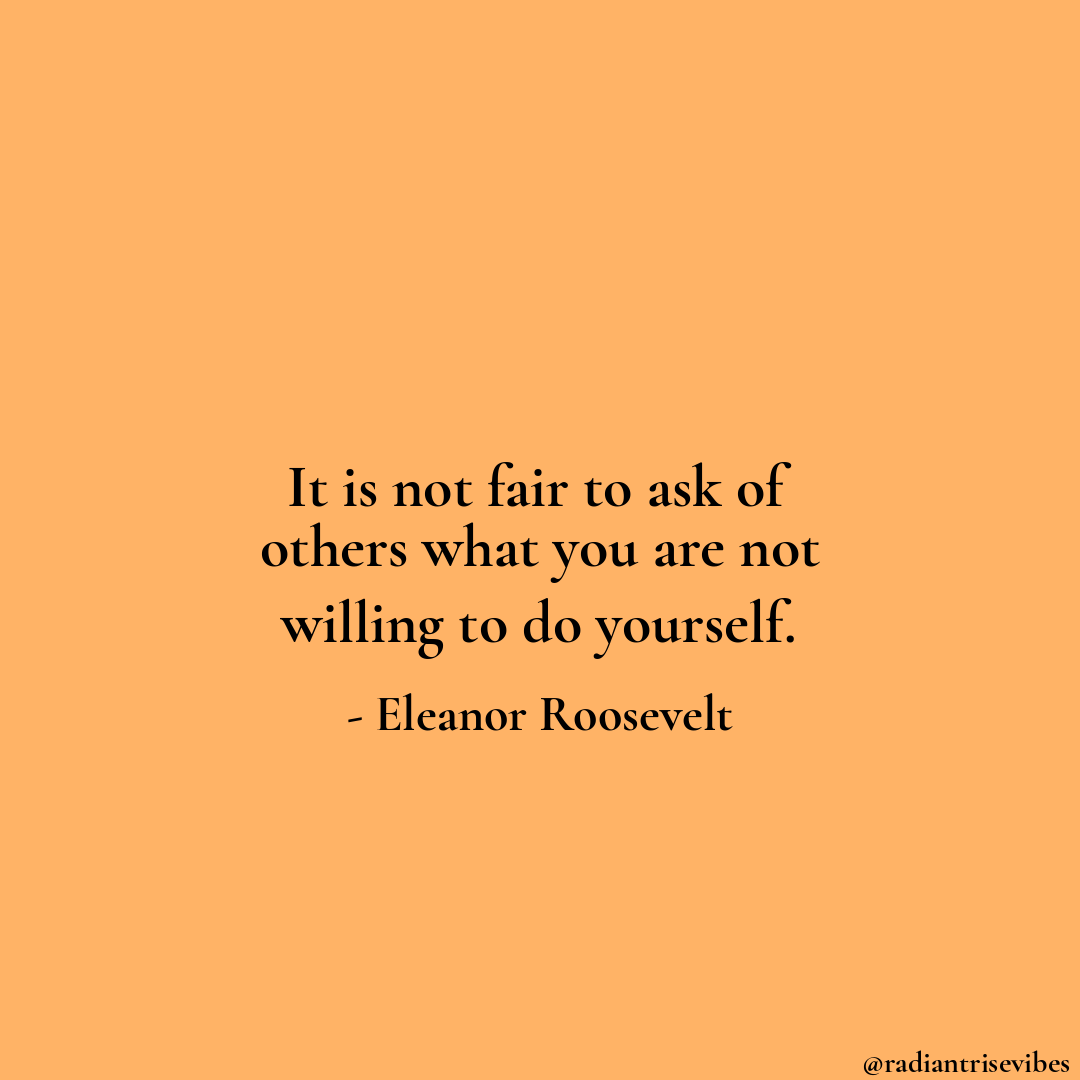 It is not fair to ask of
others what you are not
willing to do yourself.
- Eleanor Roosevelt
@radiantrisevibes